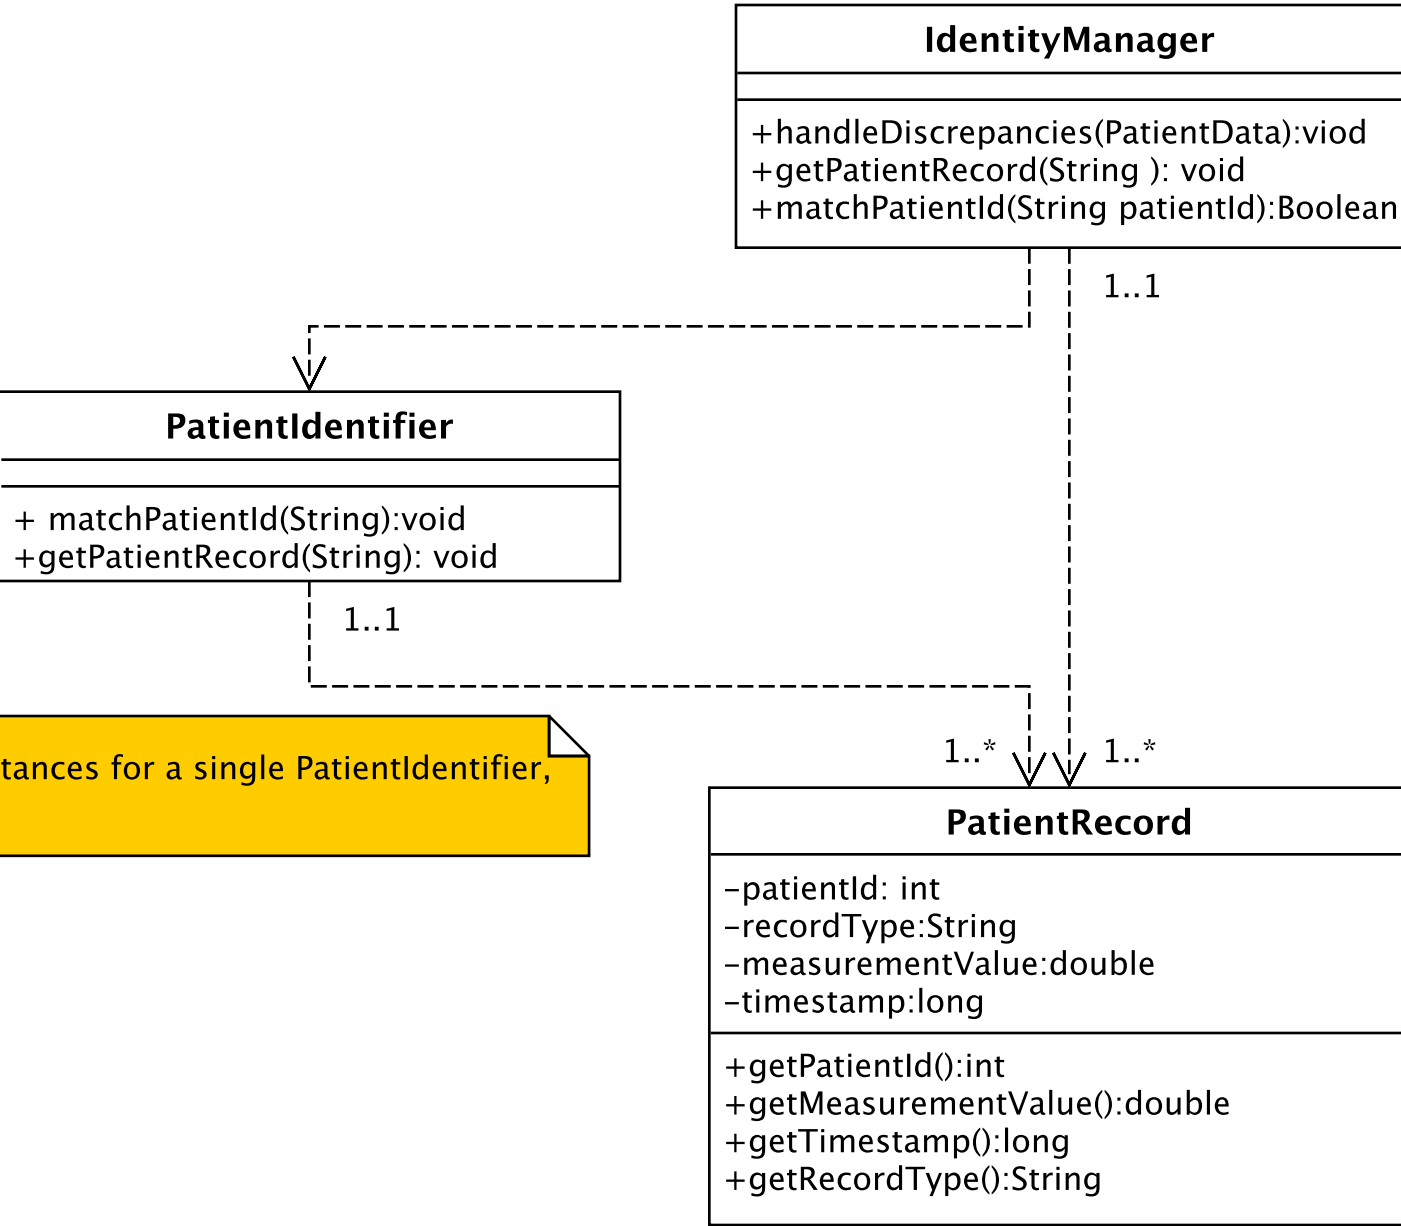 IdentityManager
+handleDiscrepancies(PatientData):viod
+getPatientRecord(String ): void
+matchPatientId(String patientId):Boolean
1..1
PatientIdentifier
+ matchPatientId(String):void
+getPatientRecord(String): void
1..1
tances for a single PatientIdentifier,
1..*
1..*
PatientRecord
-patientId: int
-recordType:String
-measurementValue:double
-timestamp:long
+getPatientId():int
+getMeasurementValue():double
+getTimestamp():long
+getRecordType():String